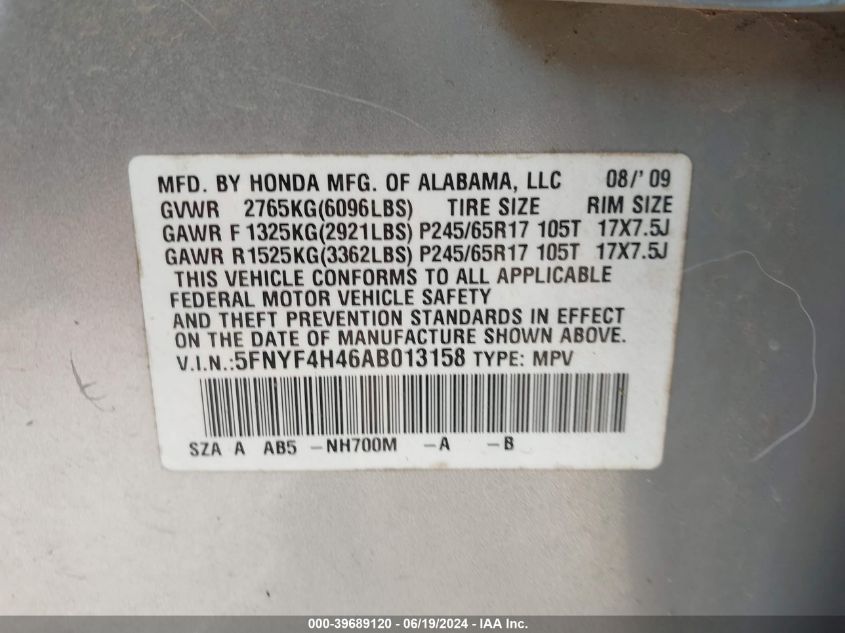 MFD. BY HONDA MFG. OF ALABAMA, LLC 08/'09
GVWR 2765KG(6096LBS) TIRE SIZE RIM SIZE
GAWR F 1325KG(2921LBS) P245/65R17 105T 17X7.5J
GAWR R 1525KG(3362LBS) P245/65R17 105T 17X7.5J
THIS VEHICLE CONFORMS TO ALL APPLICABLE
FEDERAL MOTOR VEHICLE SAFETY
AND THEFT PREVENTION STANDARDS IN EFFECT
ON THE DATE OF MANUFACTURE SHOWN ABOVE.
V.I.N.:5FNYF4H46AB013158 TYPE: MPV
SZA A AB5 -NH700M -A -B
000-39689120 - 06/19/2024 - IAA Inc.